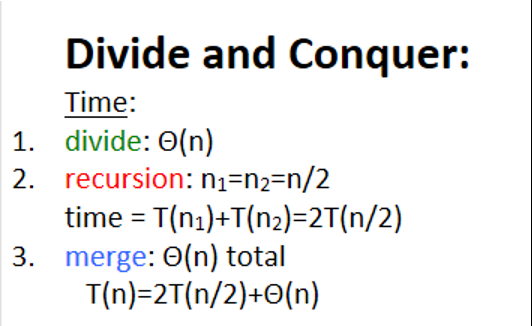 Divide and Conquer:
Time:
1. divide: Θ(n)
2. recursion: n₁=n₂=n/2
time = T(n₁)+T(n₂)=2T(n/2)
3. merge: Θ(n) total
T(n)=2T(n/2)+Θ(n)